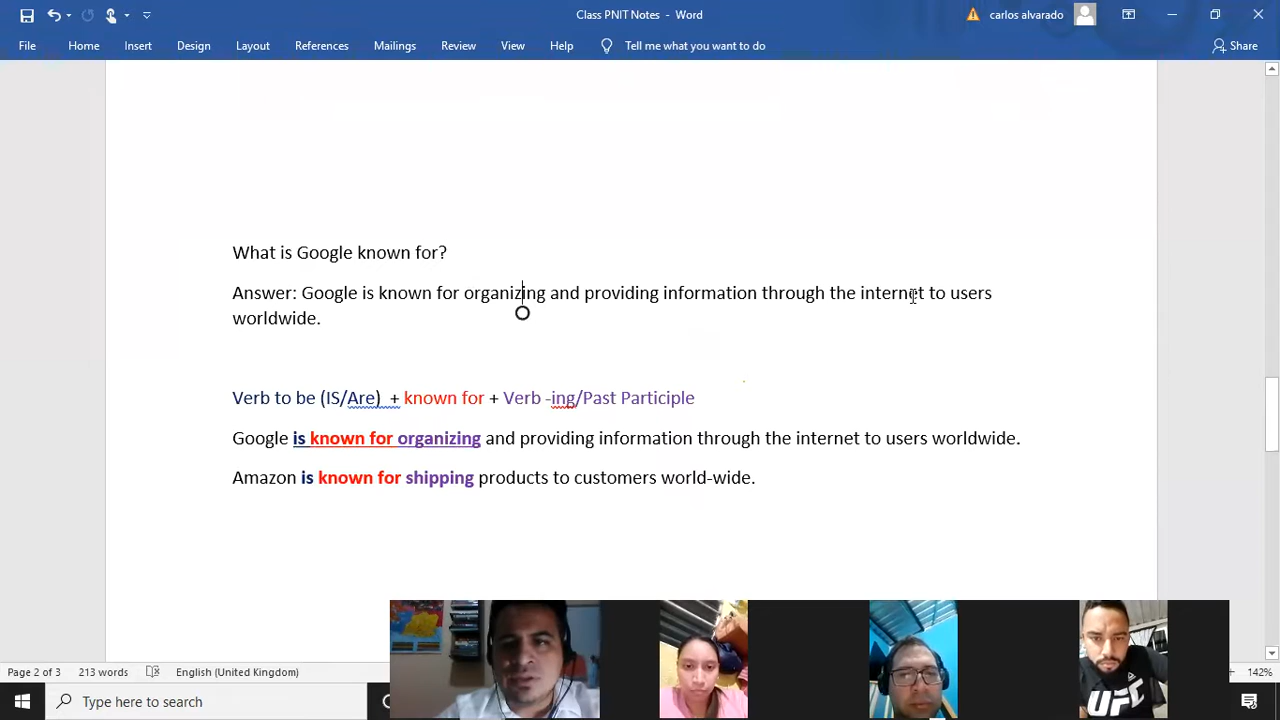 Class PNIT Notes - Word
carlos alvarado
File Home Insert Design Layout References Mailings Review View Help Tell me what you want to do Share
What is Google known for?
Answer: Google is known for organizing and providing information through the internet to users
worldwide.
Verb to be (IS/Are) + known for + Verb -ing/Past Participle
Google is known for organizing and providing information through the internet to users worldwide.
Amazon is known for shipping products to customers world-wide.
UFC
Page 2 of 3 213 words English (United Kingdom) 142%
Type here to search